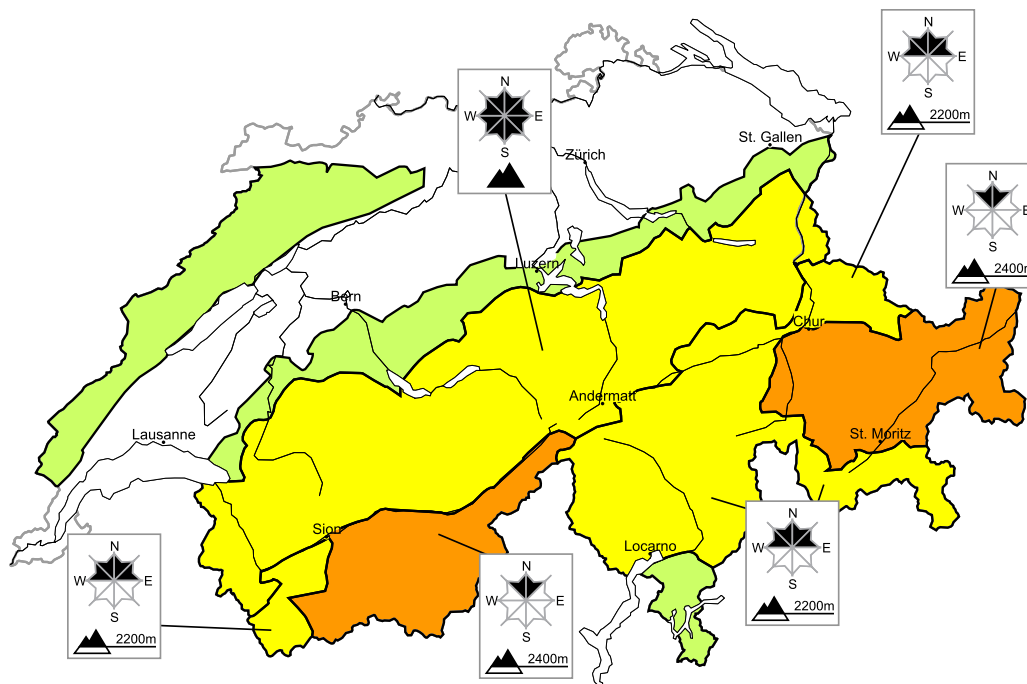 N
W E
S
2200m
N
W E
S
St. Gallen
Zürich
N
W E
S
2400m
Luzern
Bern
Chur
Andermatt
Lausanne
St. Moritz
Sion
Locarno
N
W E
S
2200m
N
W E
S
2200m
N
W E
S
2400m